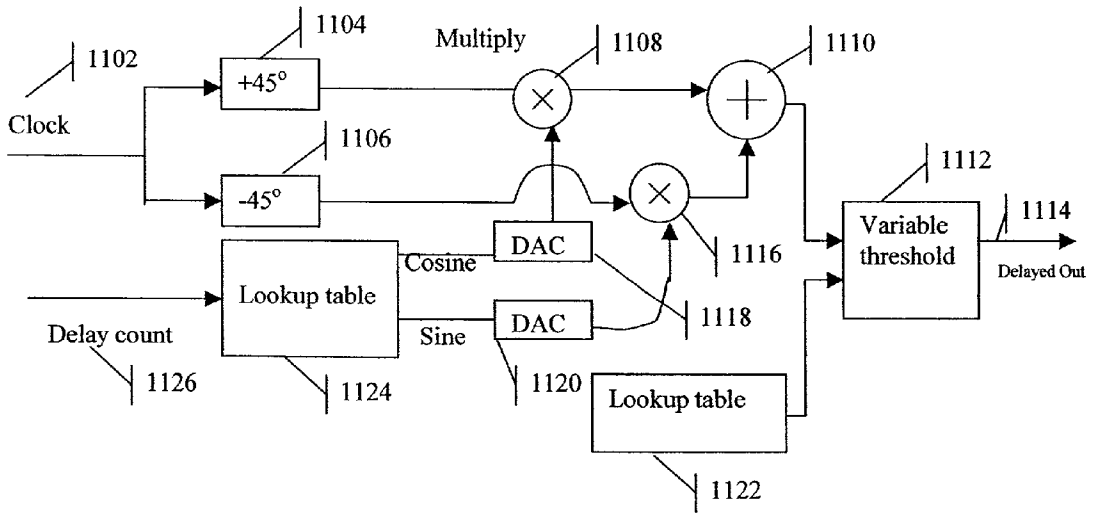 1104
Multiply
1108
1110
1102
+45°
Clock
1106
1112
-45°
Variable
threshold
1114
Delayed Out
DAC
1116
Cosine
Lookup table
DAC
1118
Sine
Delay count
1126
1124
1120
Lookup table
1122